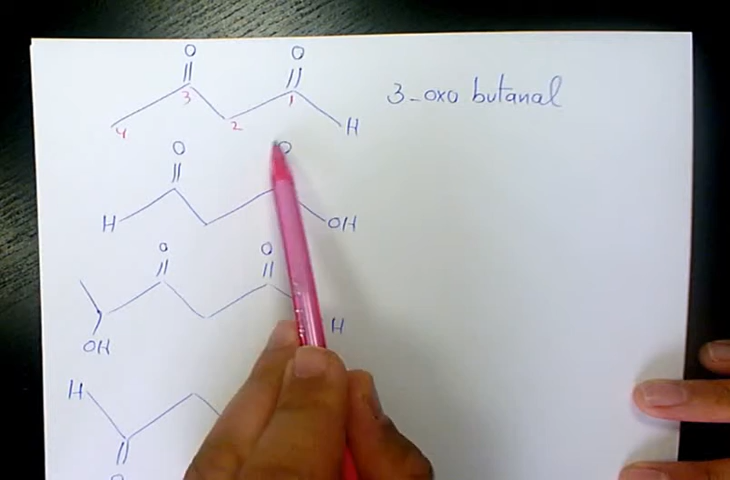 O O
3 1 3-oxo butanal
4 2 H
O O
H OH
O O
OH H
H
O